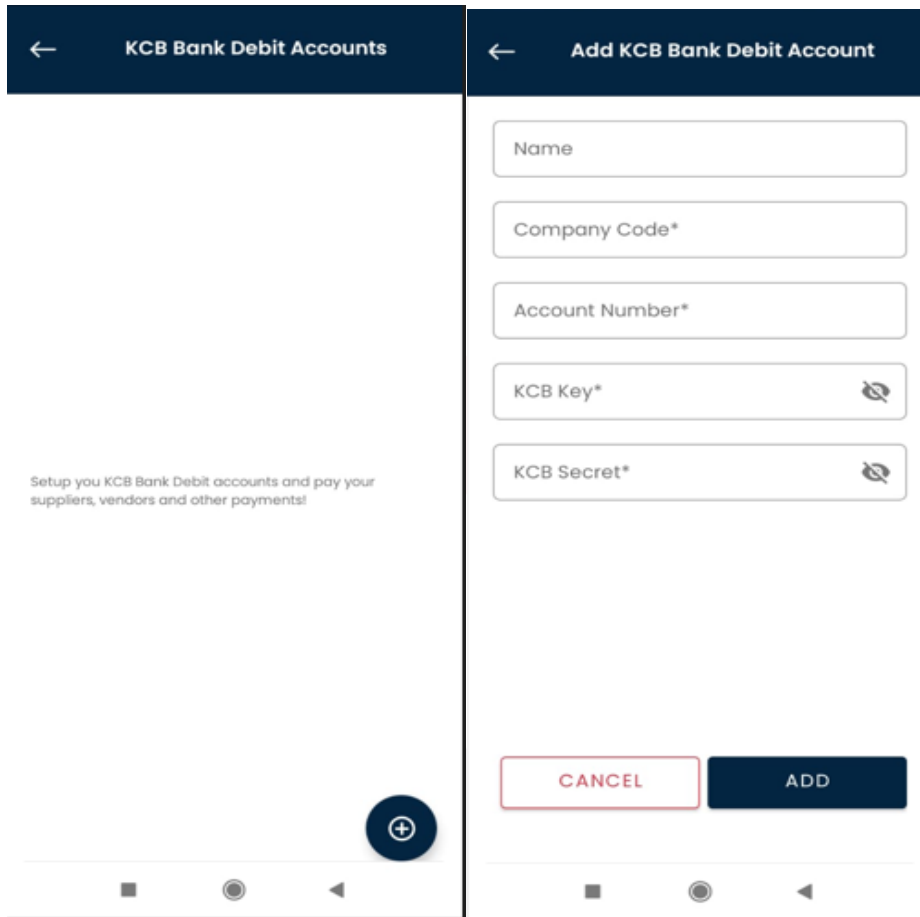 KCB Bank Debit Accounts
Setup you KCB Bank Debit accounts and pay your
suppliers, vendors and other payments!
Add KCB Bank Debit Account
Name
Company Code*
Account Number*
KCB Key*
KCB Secret*
CANCEL
ADD